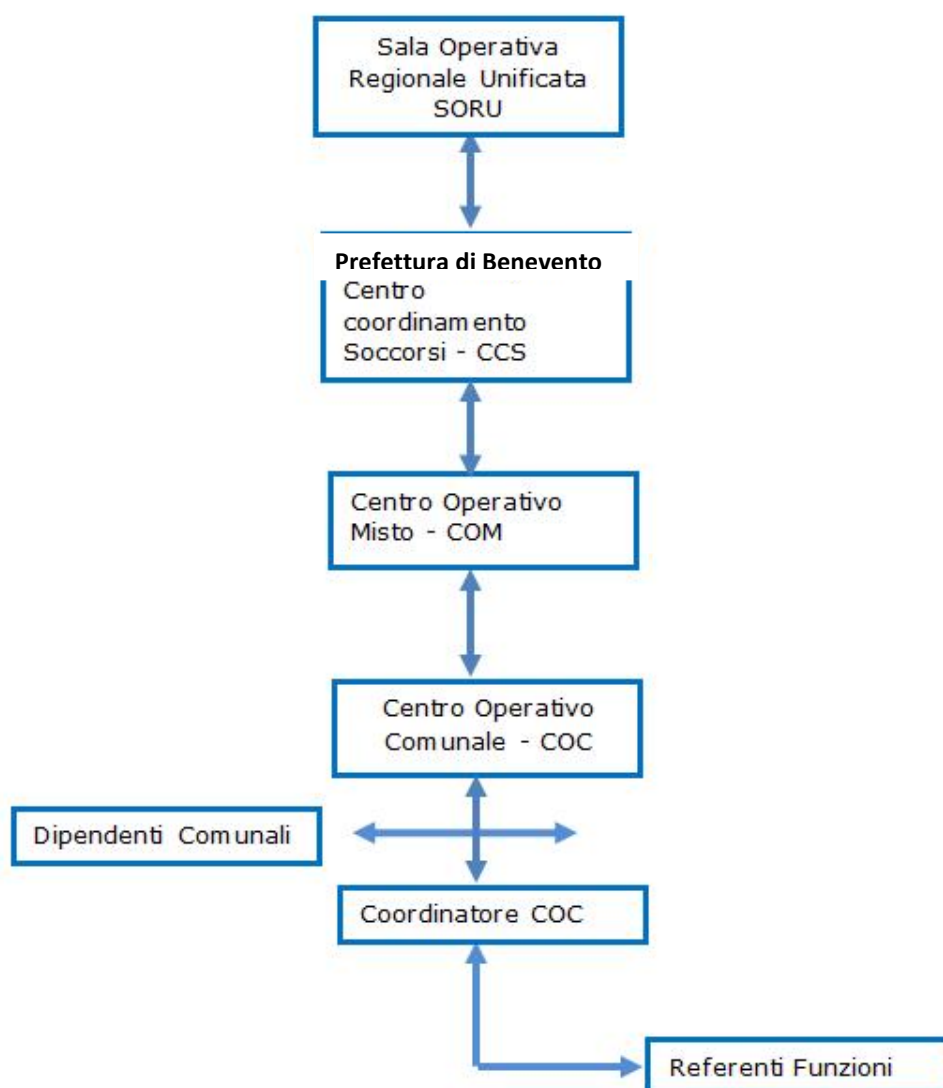 Sala Operativa
Regionale Unificata
SORU
Prefettura di Benevento
Centro
coordinamento
Soccorsi - CCS
Centro Operativo
Misto - COM
Centro Operativo
Comunale - COC
Dipendenti Comunali
Coordinatore COC
Referenti Funzioni